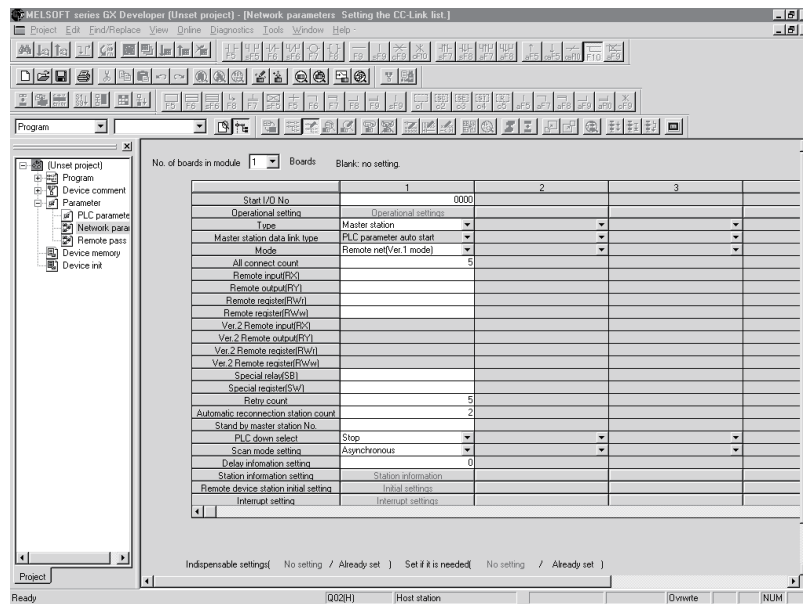 MELSOFT series GX Developer (Unset project) - [Network parameters Setting the CC-Link list.]
Project Edit Find/Replace View Online Diagnostics Tools Window Help
Program
No. of boards in module 1 Boards Blank: no setting.
(Unset project)
Program
Device comment
Parameter
PLC paramete
Network para
Remote pass
Device memory
Device init
1 2 3
Start I/O No 0000
Operational setting Operational settings
Type Master station
Master station data link type PLC parameter auto start
Mode Remote net(Ver.1 mode)
All connect count 5
Remote input(RX)
Remote output(RY)
Remote register(RWr)
Remote register(RWw)
Ver.2 Remote input(RX)
Ver.2 Remote output(RY)
Ver.2 Remote register(RWr)
Ver.2 Remote register(RWw)
Special relay(SB)
Special register(SW)
Retry count 5
Automatic reconnection station count 2
Stand by master station No.
PLC down select Stop
Scan mode setting Asynchronous
Delay infomation setting 0
Station information setting Station information
Remote device station initial setting Initial settings
Interrupt setting Interrupt settings
Indispensable settings( No setting / Already set ) Set if it is needed( No setting / Already set )
Project
Ready Q02(H) Host station Ovrwrte NUM